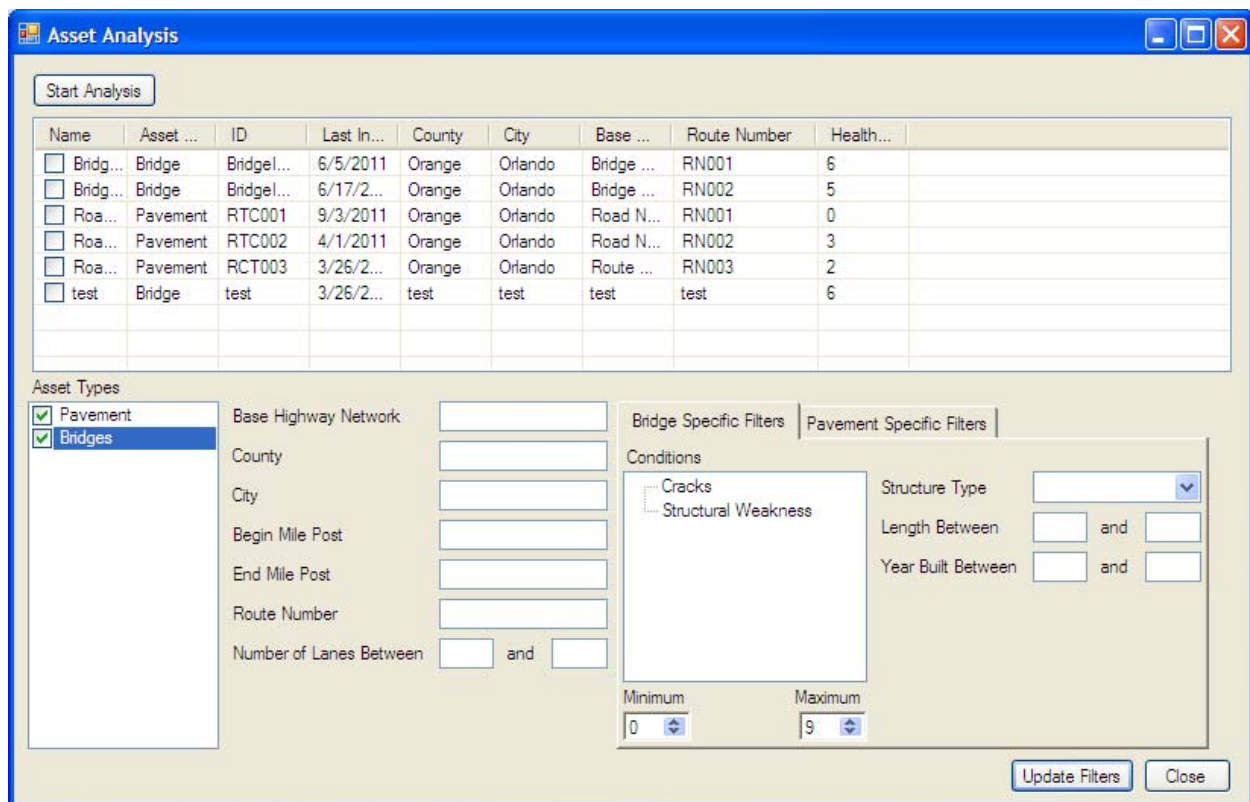 Asset Analysis
Start Analysis
Name Asset ... ID Last In... County City Base ... Route Number Health...
Bridg... Bridge BridgeI... 6/5/2011 Orange Orlando Bridge ... RN001 6
Bridg... Bridge BridgeI... 6/17/2... Orange Orlando Bridge ... RN002 5
Roa... Pavement RTC001 9/3/2011 Orange Orlando Road N... RN001 0
Roa... Pavement RTC002 4/1/2011 Orange Orlando Road N... RN002 3
Roa... Pavement RCT003 3/26/2... Orange Orlando Route ... RN003 2
test Bridge test 3/26/2... test test test test 6
Asset Types
Pavement
Bridges
Base Highway Network
County
City
Begin Mile Post
End Mile Post
Route Number
Number of Lanes Between and
Bridge Specific Filters Pavement Specific Filters
Conditions
Cracks
Structural Weakness
Minimum Maximum
0 9
Structure Type
Length Between and
Year Built Between and
Update Filters Close